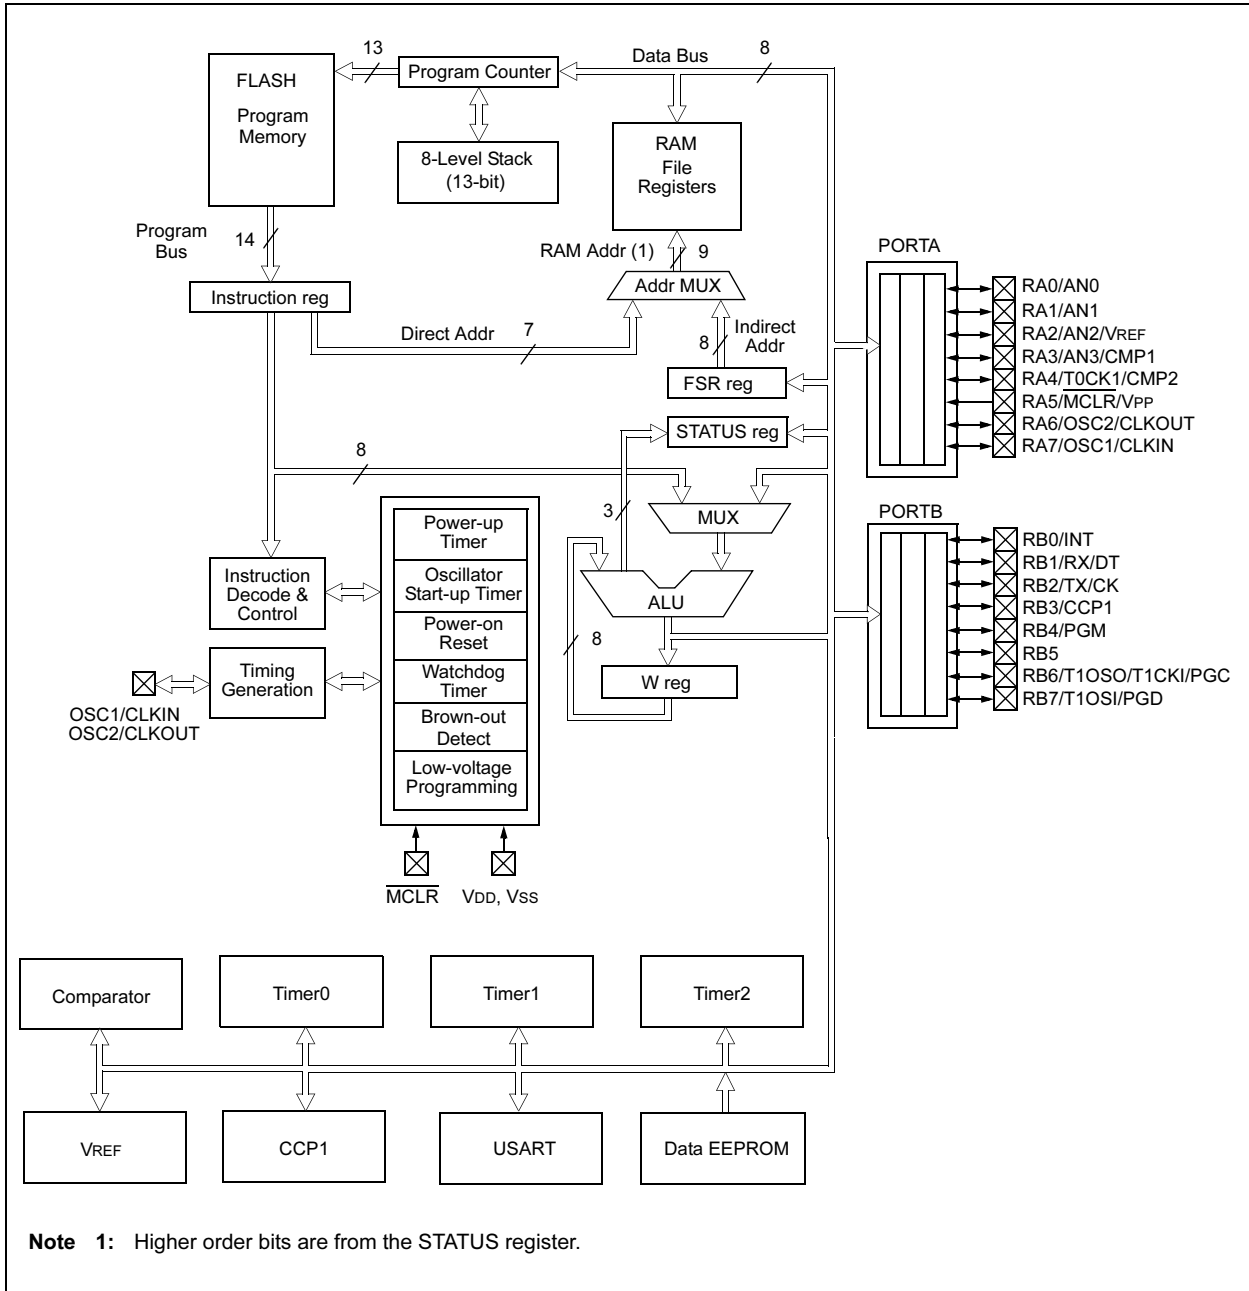 13
Data Bus
8
FLASH
Program
Memory
Program Counter
8-Level Stack
(13-bit)
RAM
File
Registers
Program
Bus
14
RAM Addr (1)
9
Addr MUX
Instruction reg
Direct Addr
7
8
Indirect
Addr
FSR reg
STATUS reg
8
3
MUX
ALU
8
W reg
Power-up
Timer
Oscillator
Start-up Timer
Power-on
Reset
Watchdog
Timer
Brown-out
Detect
Low-voltage
Programming
Instruction
Decode &
Control
Timing
Generation
OSC1/CLKIN
OSC2/CLKOUT
MCLR
VDD, VSS
PORTA
RA0/AN0
RA1/AN1
RA2/AN2/VREF
RA3/AN3/CMP1
RA4/T0CK1/CMP2
RA5/MCLR/VPP
RA6/OSC2/CLKOUT
RA7/OSC1/CLKIN
PORTB
RB0/INT
RB1/RX/DT
RB2/TX/CK
RB3/CCP1
RB4/PGM
RB5
RB6/T1OSO/T1CKI/PGC
RB7/T1OSI/PGD
Comparator
Timer0
Timer1
Timer2
VREF
CCP1
USART
Data EEPROM
Note 1: Higher order bits are from the STATUS register.